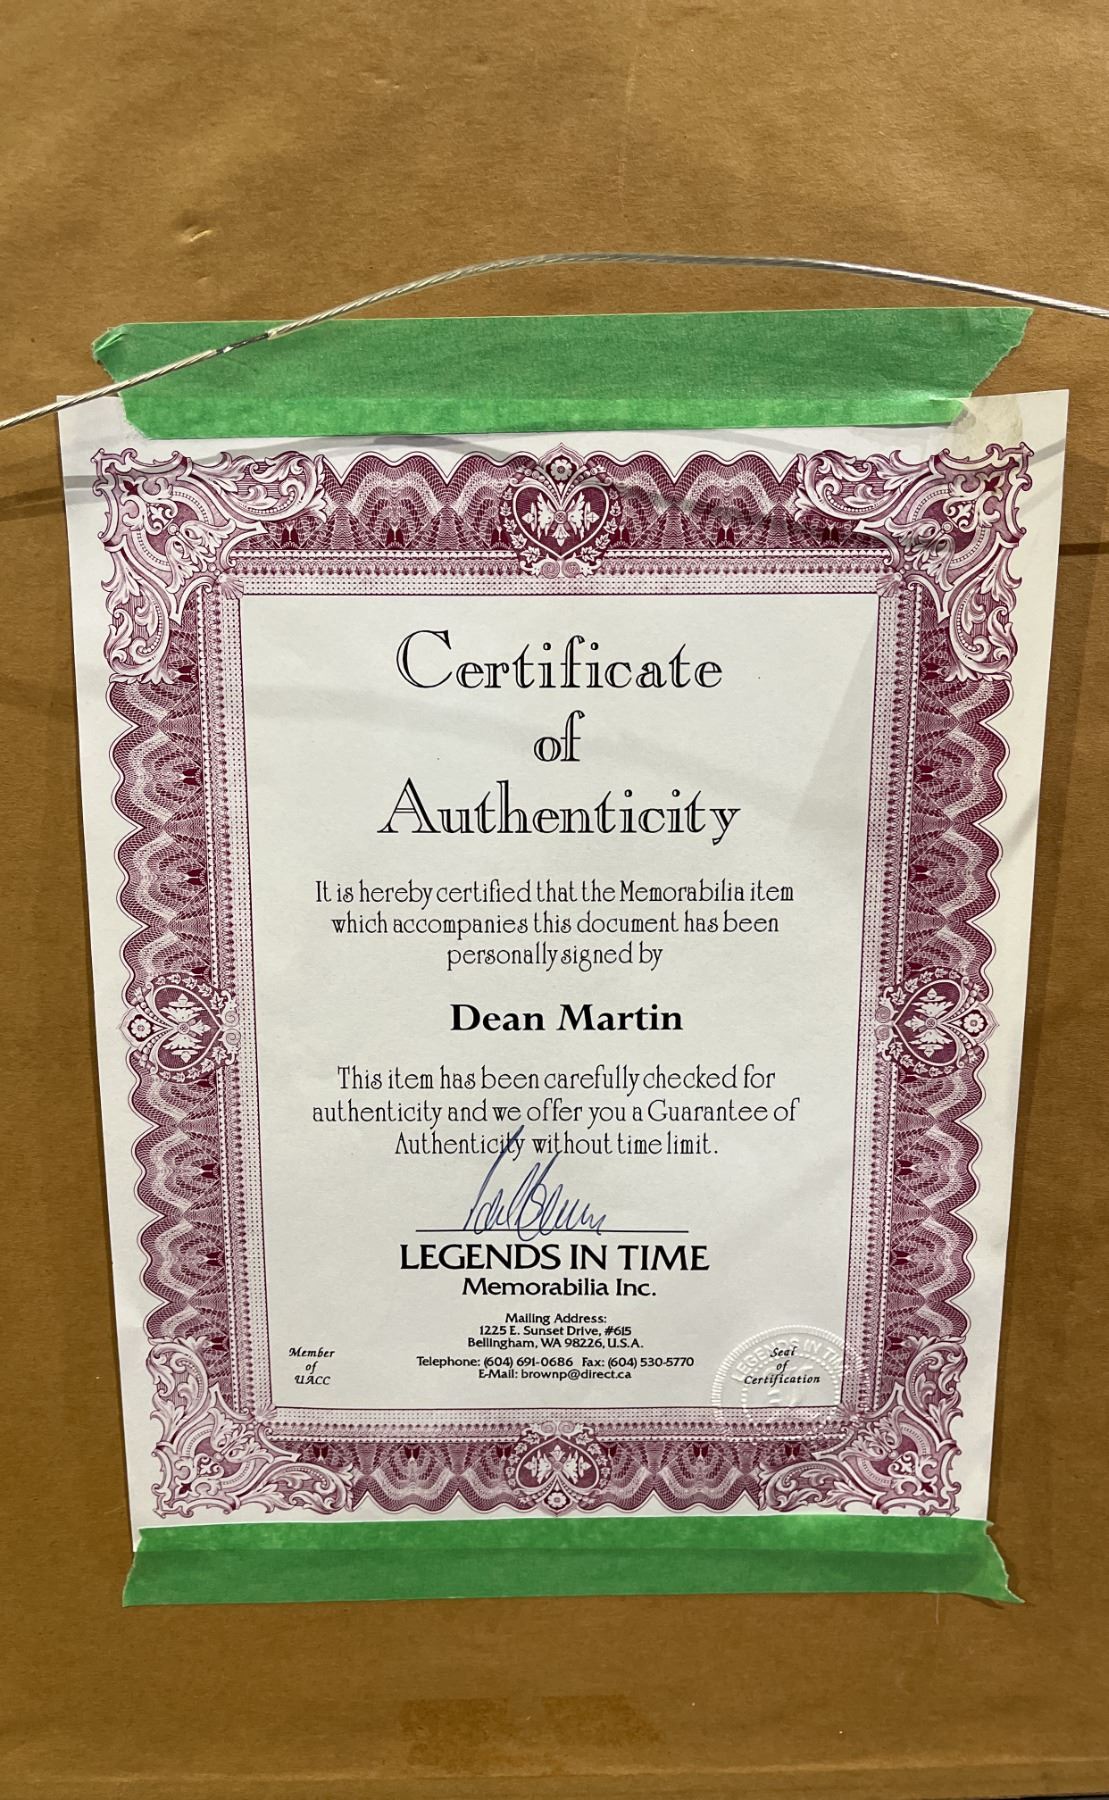 Certificate
of
Authenticity
It is hereby certified that the Memorabilia item
which accompanies this document has been
personally signed by
Dean Martin
This item has been carefully checked for
authenticity and we offer you a Guarantee of
Authenticity without time limit.
LEGENDS IN TIME
Memorabilia Inc.
Mailing Address:
1225 E. Sunset Drive, #615
Bellingham, WA 98226, U.S.A.
Telephone: (604) 691-0686 Fax: (604) 530-5770
E-Mail: brownp@direct.ca
Member
of
UACC
LEGENDS IN TIME
Seal
of
Certification